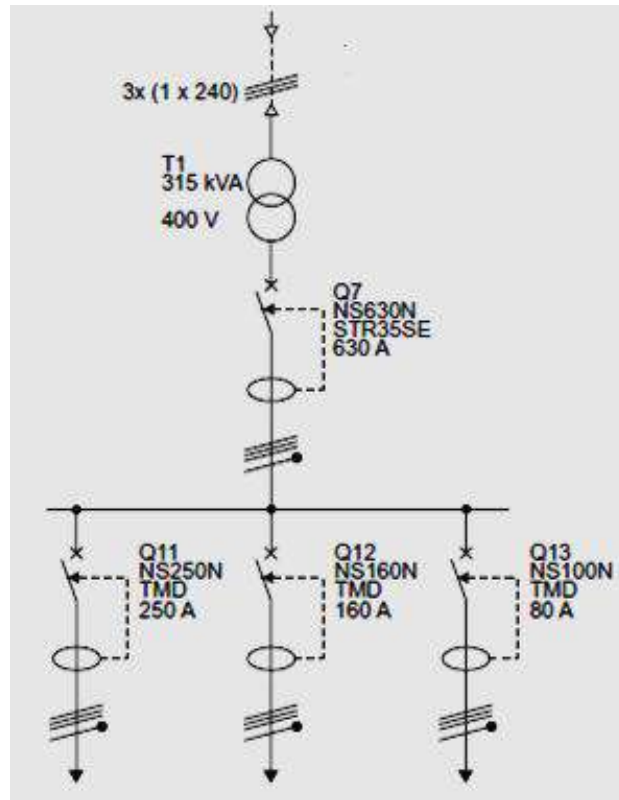 3x (1 x 240)
T1
315 kVA
400 V
Q7
NS630N
STR35SE
630 A
Q11
NS250N
TMD
250 A
Q12
NS160N
TMD
160 A
Q13
NS100N
TMD
80 A